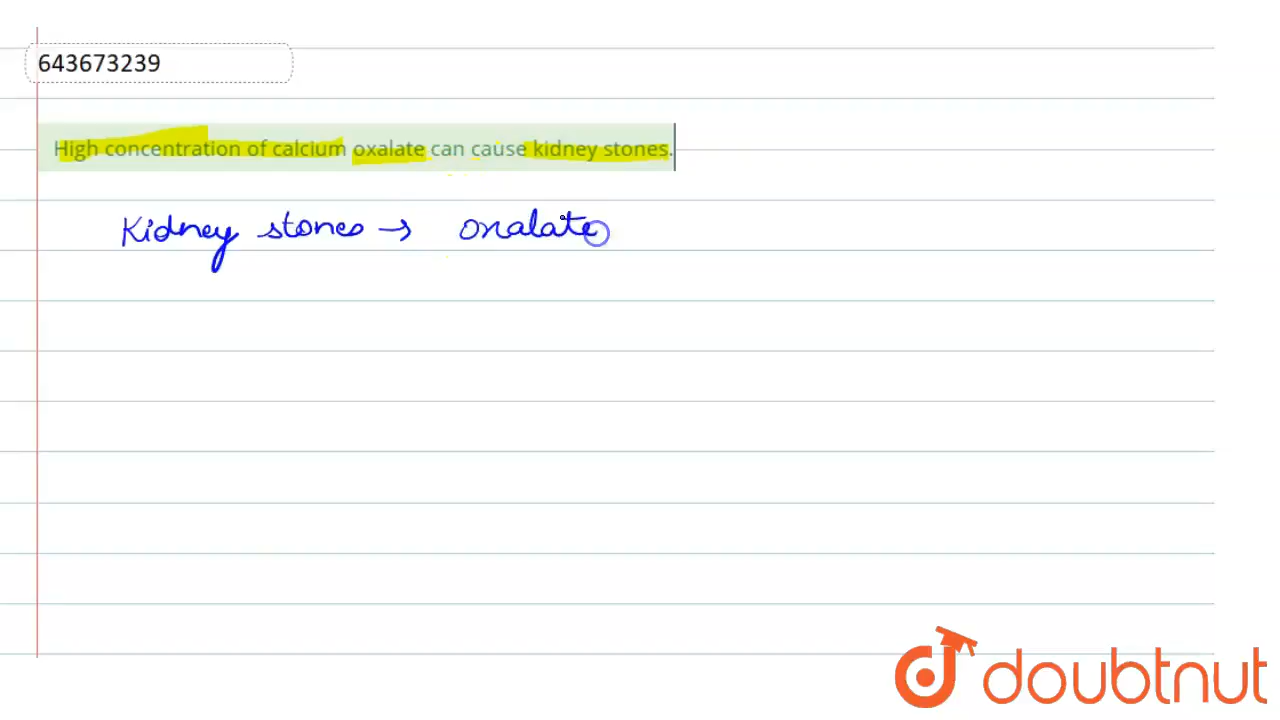 643673239
High concentration of calcium oxalate can cause kidney stones.
Kidney stones → oxalate
doubtnut